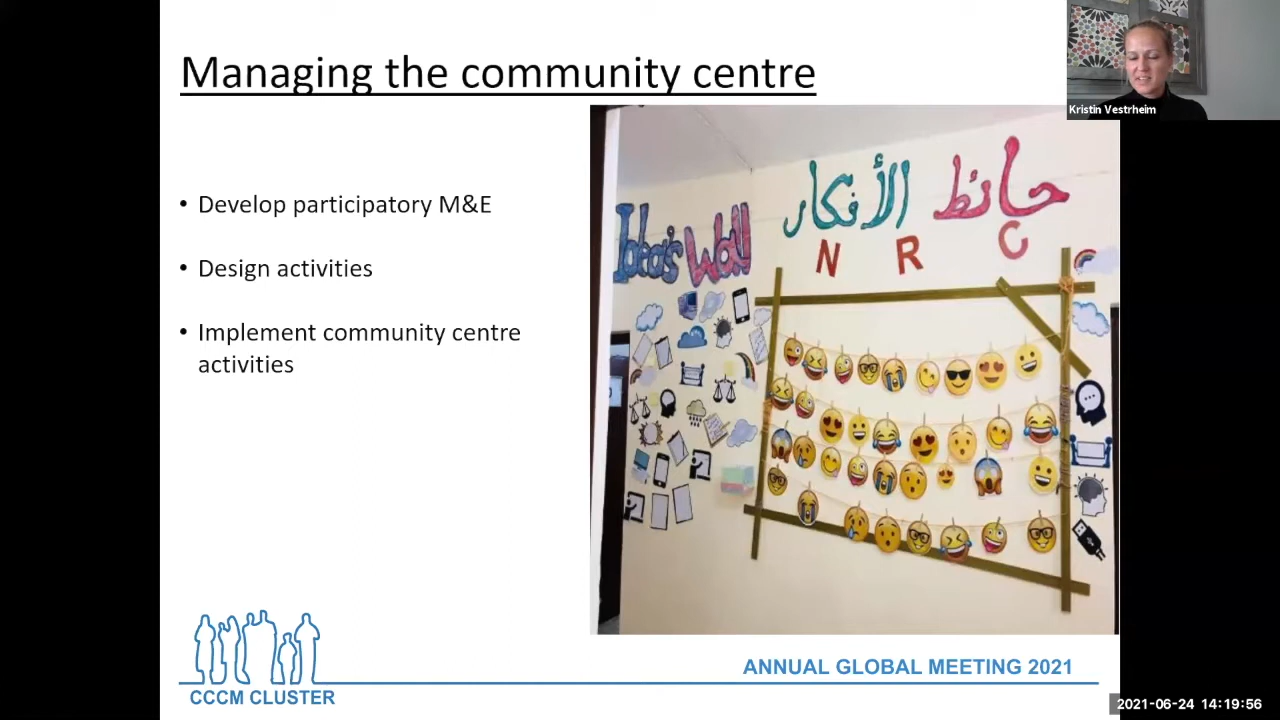 Managing the community centre
Kristin Vestrheim
• Develop participatory M&E
• Design activities
• Implement community centre
activities
حائط الأفكار
Idea's Wall
N R C
ANNUAL GLOBAL MEETING 2021
CCCM CLUSTER
2021-06-24 14:19:56